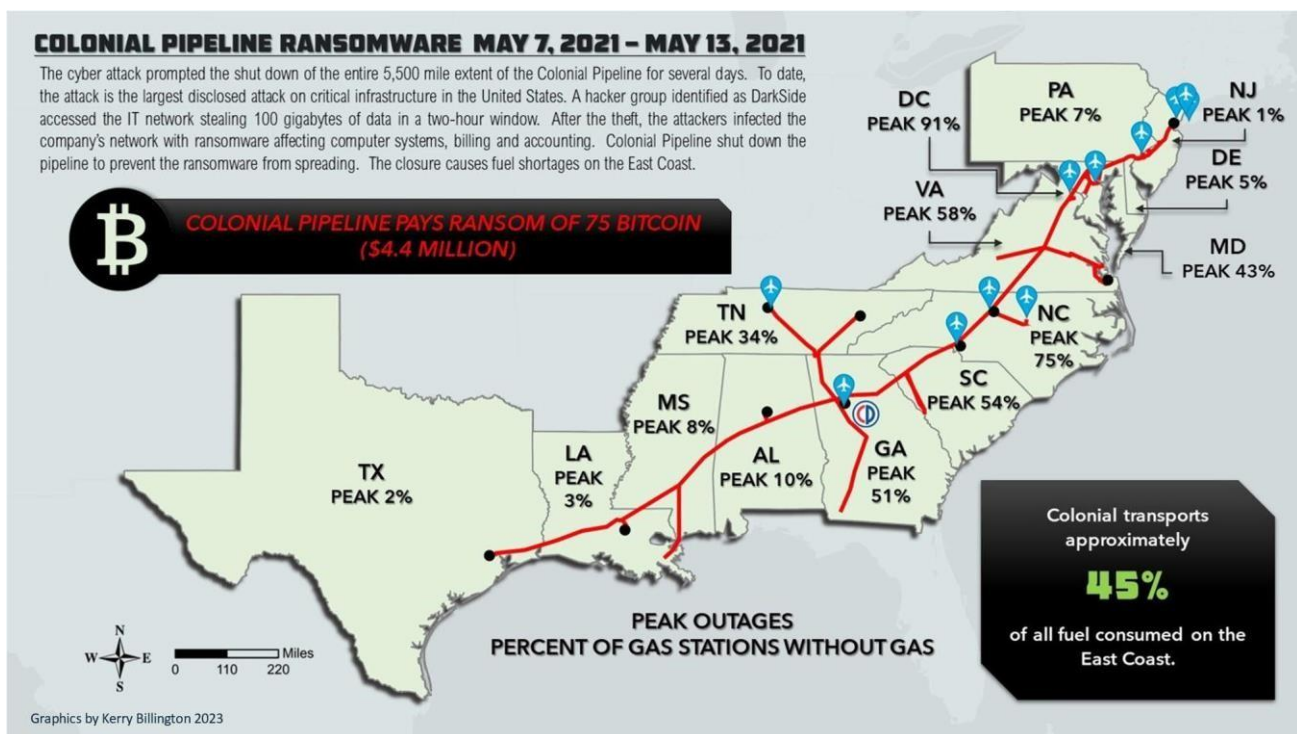 COLONIAL PIPELINE RANSOMWARE MAY 7, 2021 – MAY 13, 2021
The cyber attack prompted the shut down of the entire 5,500 mile extent of the Colonial Pipeline for several days. To date,
the attack is the largest disclosed attack on critical infrastructure in the United States. A hacker group identified as DarkSide
accessed the IT network stealing 100 gigabytes of data in a two-hour window. After the theft, the attackers infected the
company's network with ransomware affecting computer systems, billing and accounting. Colonial Pipeline shut down the
pipeline to prevent the ransomware from spreading. The closure causes fuel shortages on the East Coast.
COLONIAL PIPELINE PAYS RANSOM OF 75 BITCOIN
($4.4 MILLION)
PA
PEAK 7%
NJ
PEAK 1%
DC
PEAK 91%
DE
PEAK 5%
VA
PEAK 58%
MD
PEAK 43%
TN
PEAK 34%
NC
PEAK
75%
SC
PEAK 54%
MS
PEAK 8%
AL
PEAK 10%
GA
PEAK
51%
LA
PEAK
3%
TX
PEAK 2%
Colonial transports
approximately
45%
of all fuel consumed on the
East Coast.
PEAK OUTAGES
PERCENT OF GAS STATIONS WITHOUT GAS
N
W E
S
Miles
0 110 220
Graphics by Kerry Billington 2023